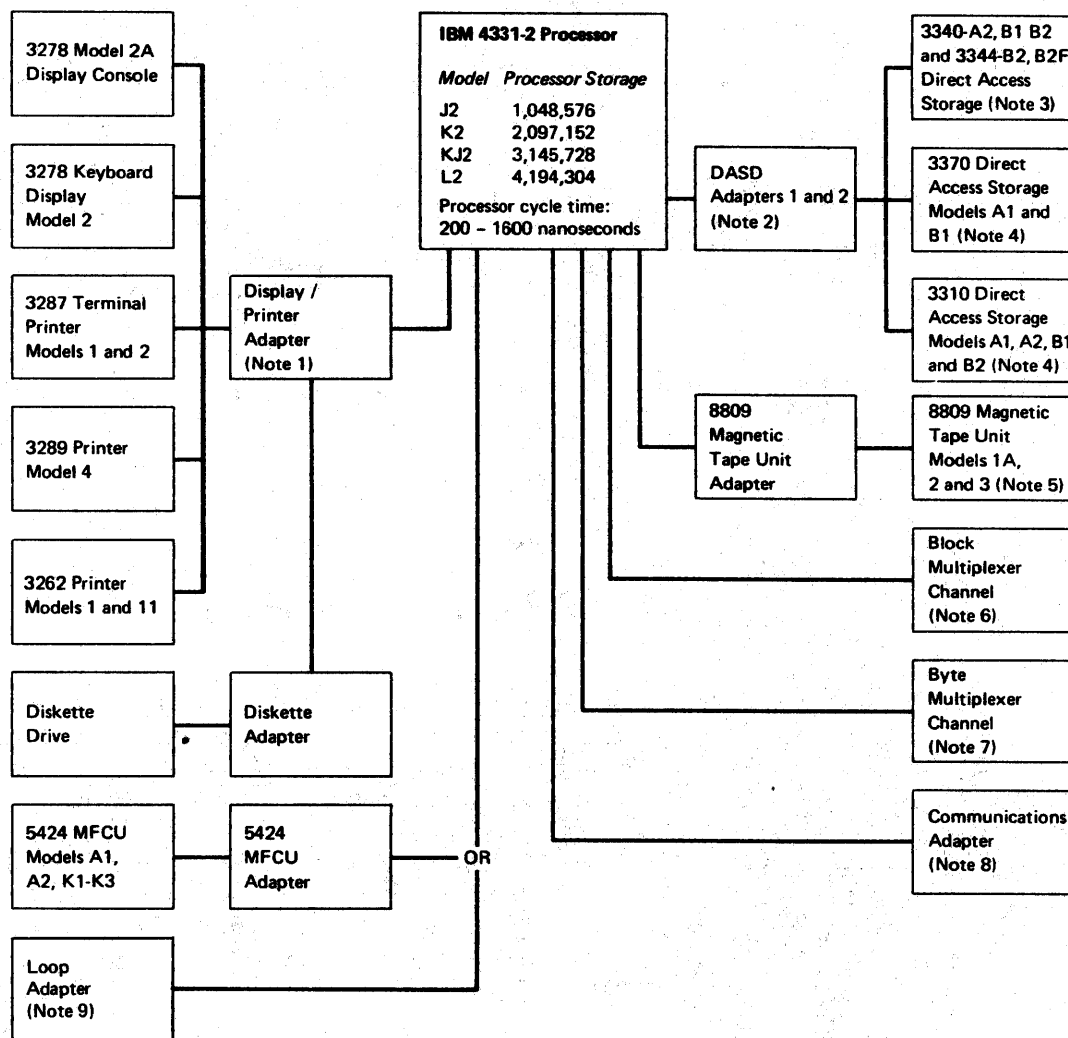 3278 Model 2A
Display Console
3278 Keyboard
Display
Model 2
3287 Terminal
Printer
Models 1 and 2
3289 Printer
Model 4
3262 Printer
Models 1 and 11
Diskette
Drive
5424 MFCU
Models A1,
A2, K1-K3
Loop
Adapter
(Note 9)
Display /
Printer
Adapter
(Note 1)
Diskette
Adapter
5424
MFCU
Adapter
OR
IBM 4331-2 Processor
Model Processor Storage
J2 1,048,576
K2 2,097,152
KJ2 3,145,728
L2 4,194,304
Processor cycle time:
200 – 1600 nanoseconds
DASD
Adapters 1 and 2
(Note 2)
8809
Magnetic
Tape Unit
Adapter
3340-A2, B1 B2
and 3344-B2, B2F
Direct Access
Storage (Note 3)
3370 Direct
Access Storage
Models A1 and
B1 (Note 4)
3310 Direct
Access Storage
Models A1, A2, B1
and B2 (Note 4)
8809 Magnetic
Tape Unit
Models 1A,
2 and 3 (Note 5)
Block
Multiplexer
Channel
(Note 6)
Byte
Multiplexer
Channel
(Note 7)
Communications
Adapter
(Note 8)